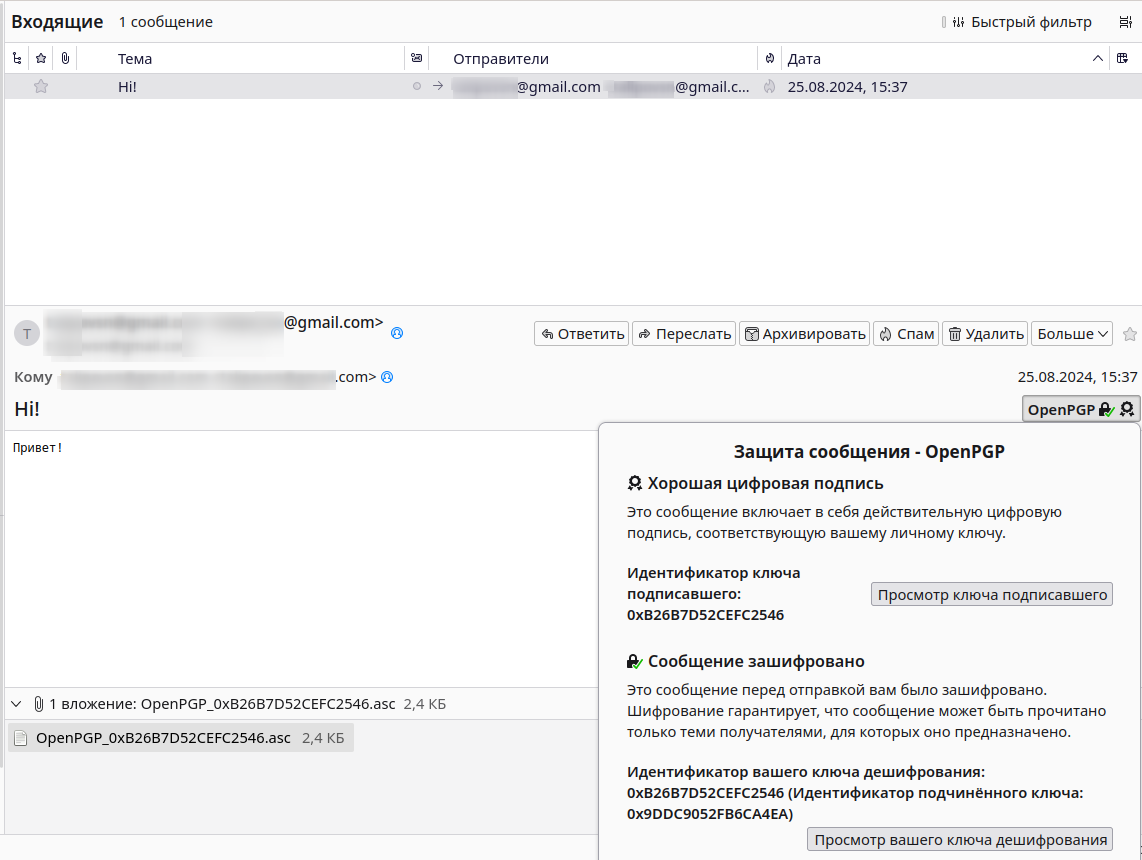 Входящие 1 сообщение Быстрый фильтр
Тема Отправители Дата
Hi! @gmail.com @gmail.c... 25.08.2024, 15:37
T @gmail.com>
Ответить Переслать Архивировать Спам Удалить Больше
Кому .com> 25.08.2024, 15:37
Hi! OpenPGP
Привет!
Защита сообщения - OpenPGP
Хорошая цифровая подпись
Это сообщение включает в себя действительную цифровую
подпись, соответствующую вашему личному ключу.
Идентификатор ключа
подписавшего:
0xB26B7D52CEFC2546
Просмотр ключа подписавшего
Сообщение зашифровано
Это сообщение перед отправкой вам было зашифровано.
Шифрование гарантирует, что сообщение может быть прочитано
только теми получателями, для которых оно предназначено.
Идентификатор вашего ключа дешифрования:
0xB26B7D52CEFC2546 (Идентификатор подчинённого ключа:
0x9DDC9052FB6CA4EA)
Просмотр вашего ключа дешифрования
1 вложение: OpenPGP_0xB26B7D52CEFC2546.asc 2,4 КБ
OpenPGP_0xB26B7D52CEFC2546.asc 2,4 КБ